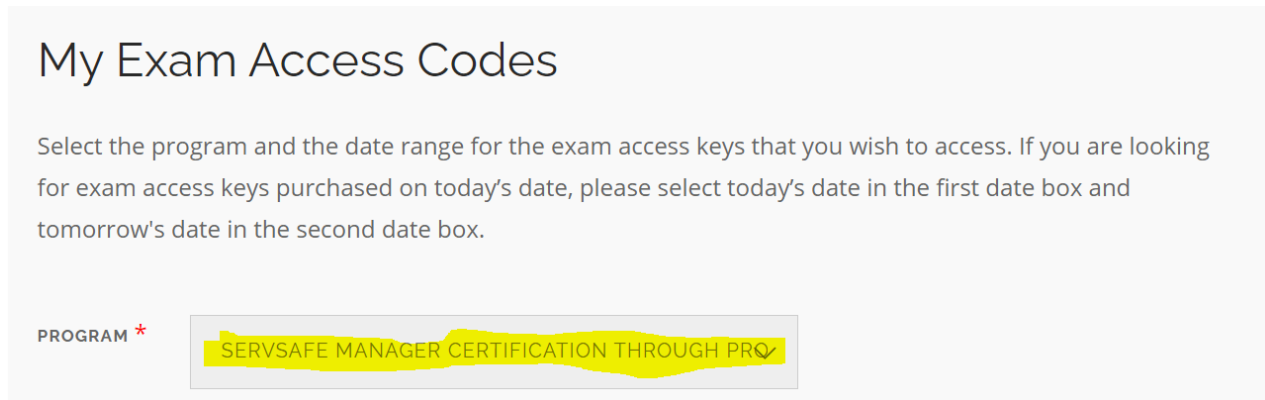 My Exam Access Codes
Select the program and the date range for the exam access keys that you wish to access. If you are looking
for exam access keys purchased on today’s date, please select today’s date in the first date box and
tomorrow's date in the second date box.
PROGRAM *
SERVSAFE MANAGER CERTIFICATION THROUGH PRO